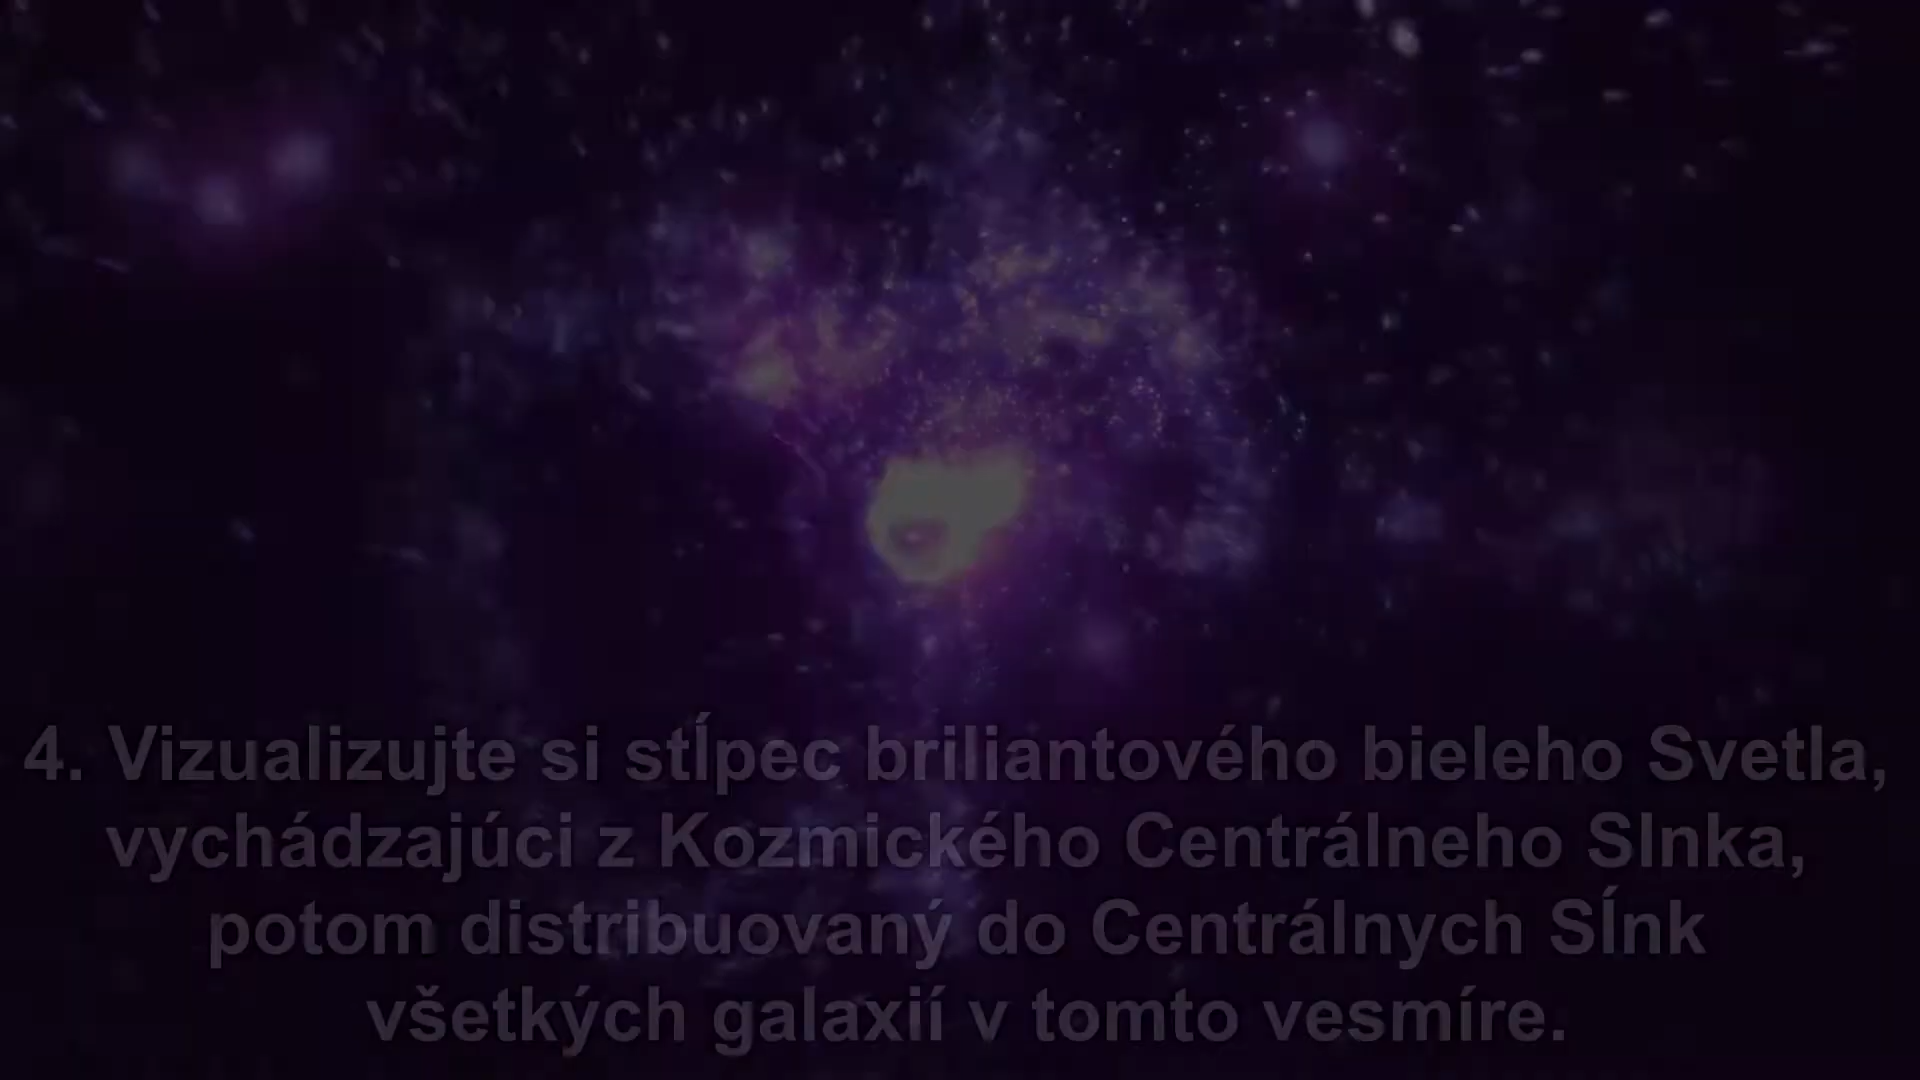 4. Vizualizujte si stĺpec briliantového bieleho Svetla,
vychádzajúci z Kozmického Centrálneho Slnka,
potom distribuovaný do Centrálnych Sĺnk
všetkých galaxií v tomto vesmíre.